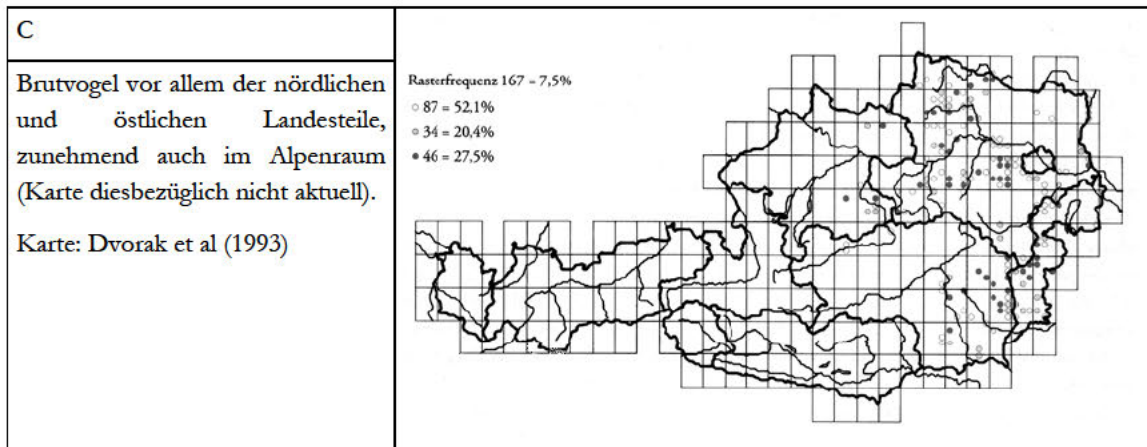 C
Brutvogel vor allem der nördlichen
und östlichen Landesteile,
zunehmend auch im Alpenraum
(Karte diesbezüglich nicht aktuell).
Karte: Dvorak et al (1993)
Rasterfrequenz 167 = 7,5%
○ 87 = 52,1%
34 = 20,4%
● 46 = 27,5%